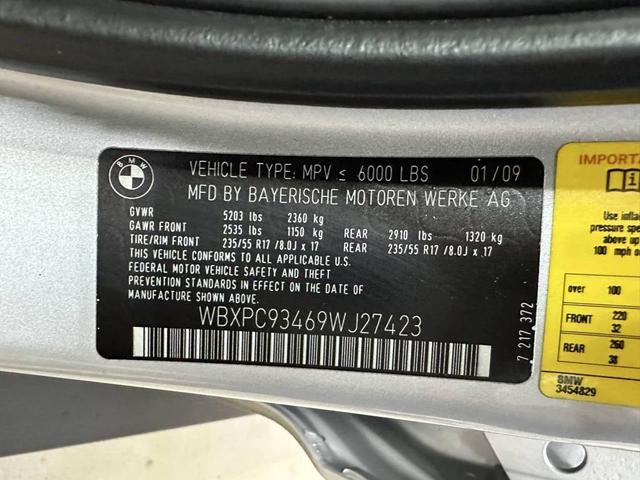 BMW
VEHICLE TYPE: MPV ≤ 6000 LBS 01/09
MFD BY BAYERISCHE MOTOREN WERKE AG
GVWR 5203 lbs 2360 kg
GAWR FRONT 2535 lbs 1150 kg REAR 2910 lbs 1320 kg
TIRE/RIM FRONT 235/55 R17 /8.0J x 17 REAR 235/55 R17 /8.0J x 17
THIS VEHICLE CONFORMS TO ALL APPLICABLE U.S.
FEDERAL MOTOR VEHICLE SAFETY AND THEFT
PREVENTION STANDARDS IN EFFECT ON THE DATE OF
MANUFACTURE SHOWN ABOVE.
WBXPC93469WJ27423
7 217 372
IMPORTA
Use infla
pressure spe
above up
100 mph o
over 100
FRONT 220
32
REAR 260
38
BMW
3454829